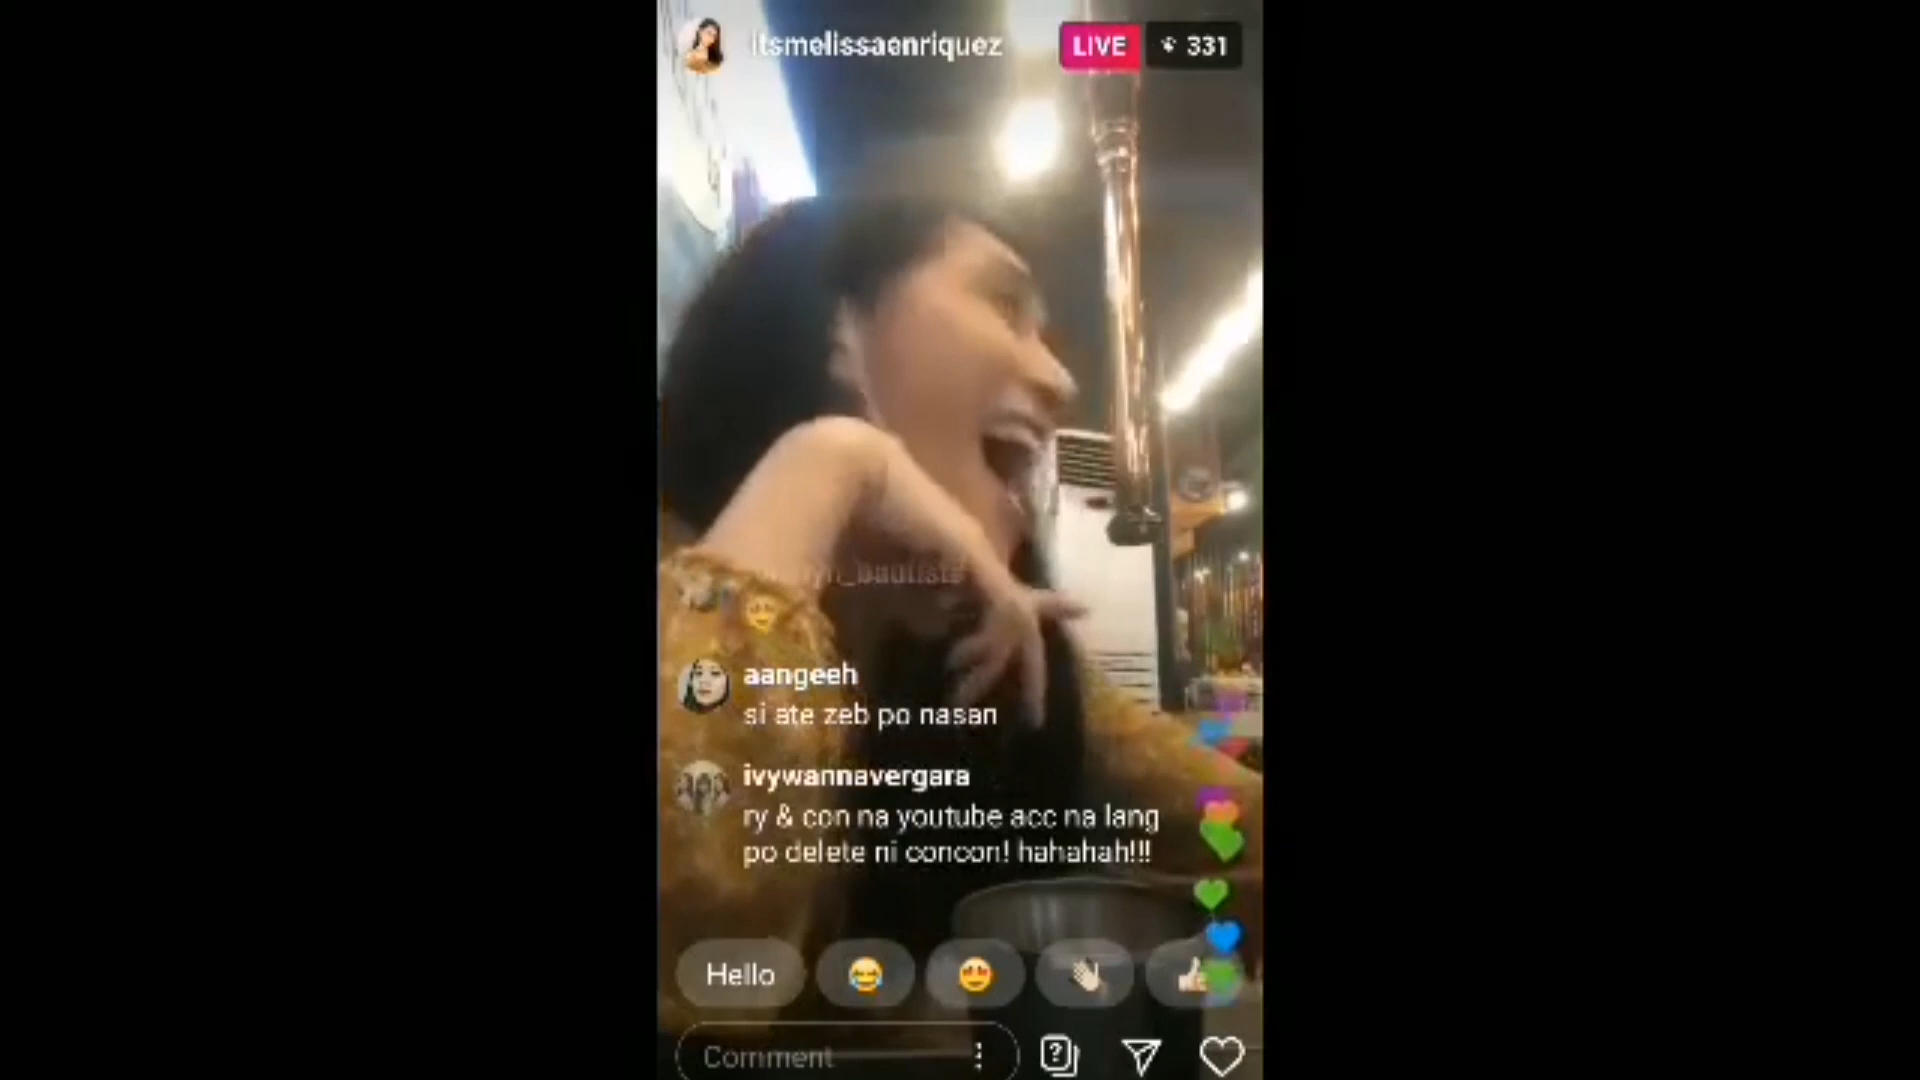 itsmelissaenriquez
LIVE
331
aangeeh
si ate zeb po nasan
ivywannavergara
ry & con na youtube acc na lang
po delete ni concon! hahahah!!!
Hello
Comment